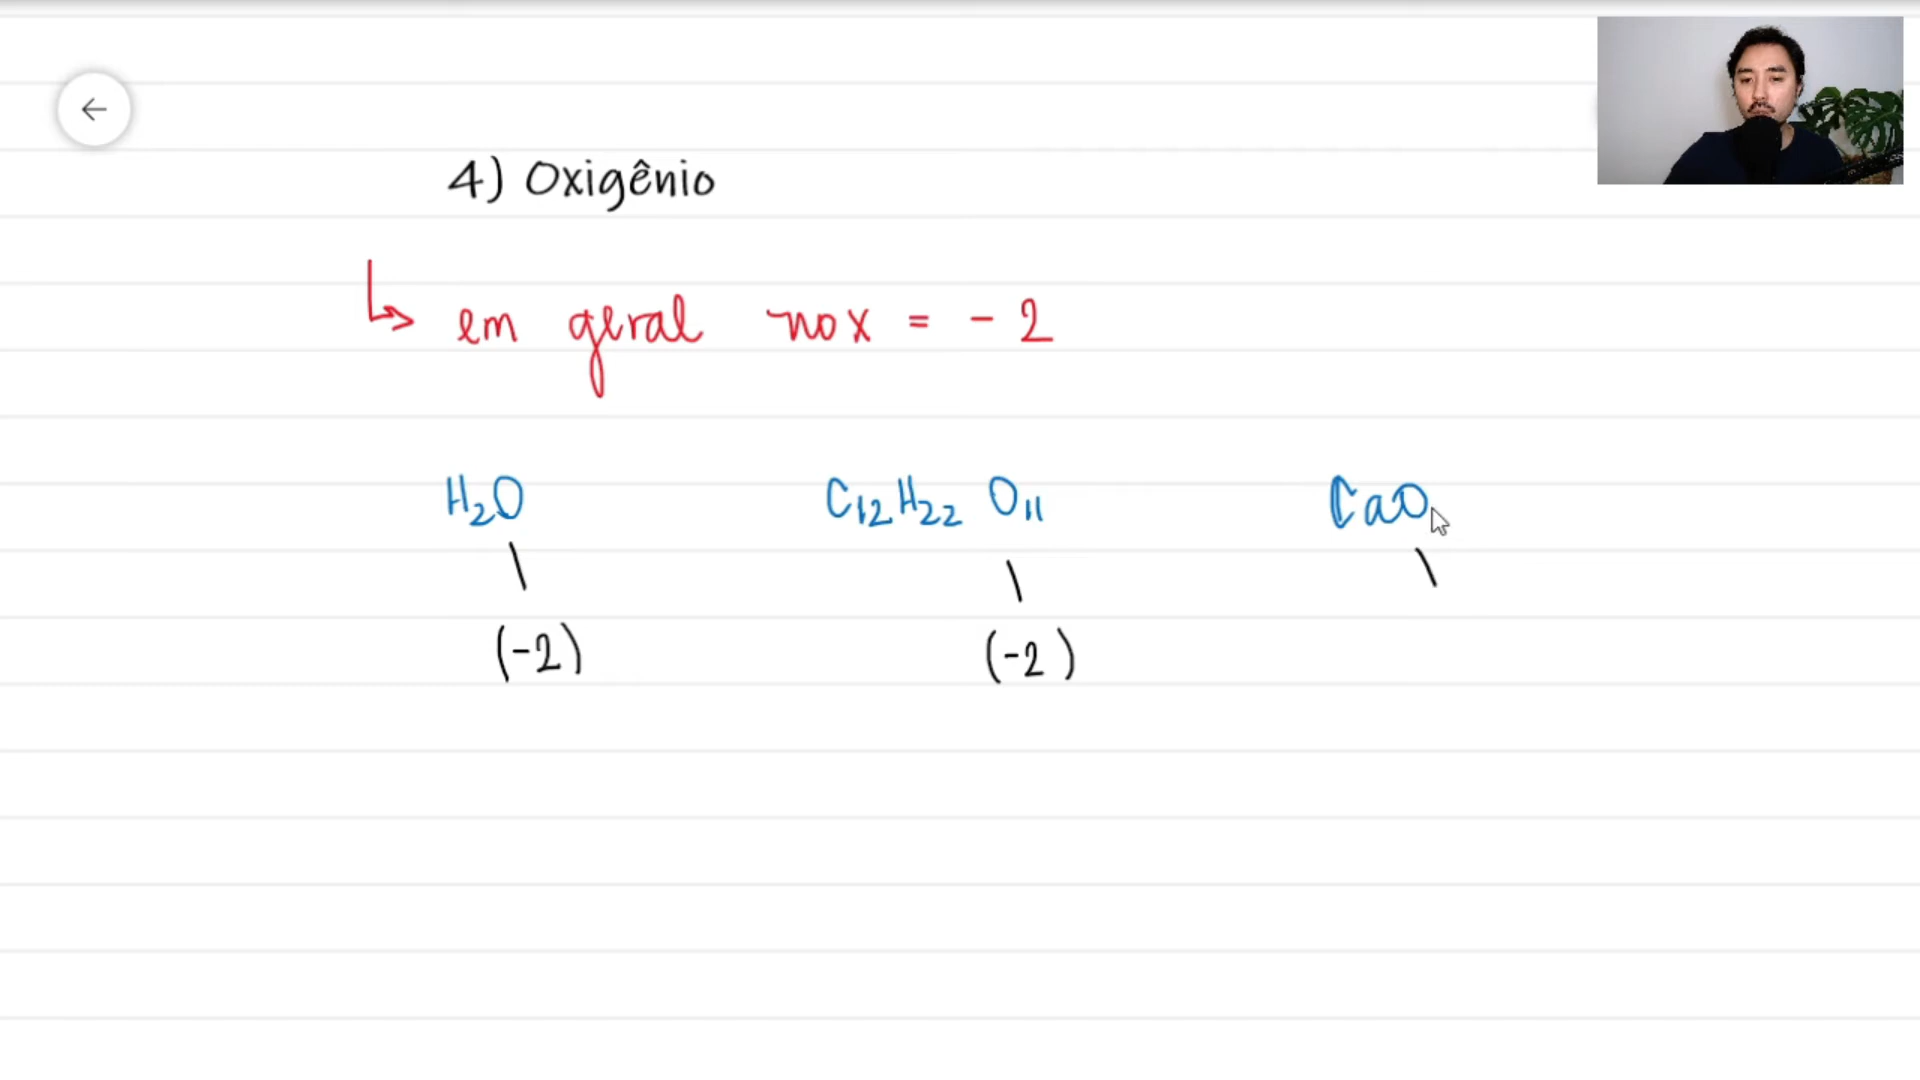 4) Oxigênio
↳ em geral nox = - 2
H₂O C₁₂H₂₂ O₁₁ CaO
(-2) (-2)